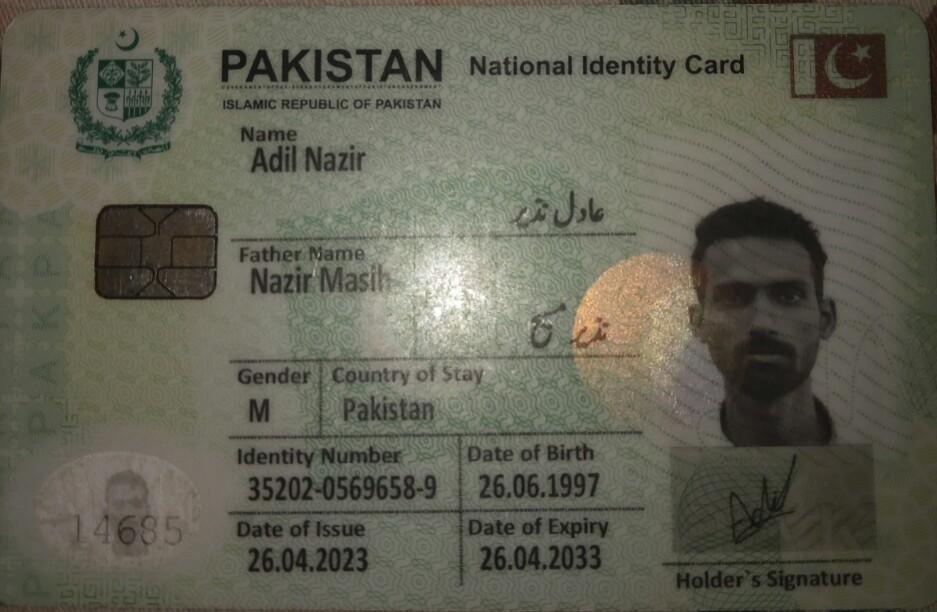 PAKISTAN National Identity Card
ISLAMIC REPUBLIC OF PAKISTAN
Name
Adil Nazir
عادل نذیر
Father Name
Nazir Masih
نذیر مسیح
Gender Country of Stay
M Pakistan
Identity Number Date of Birth
35202-0569658-9 26.06.1997
Date of Issue Date of Expiry
26.04.2023 26.04.2033
14685
Adil
Holder`s Signature